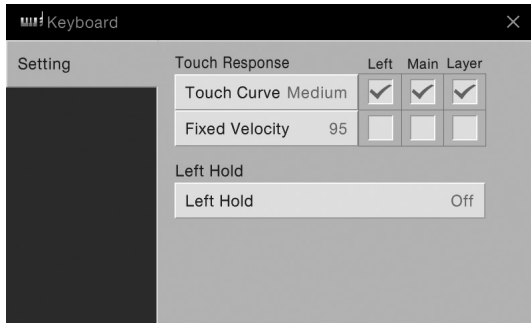 Keyboard
Setting
Touch Response Left Main Layer
Touch Curve Medium
Fixed Velocity 95
Left Hold
Left Hold Off